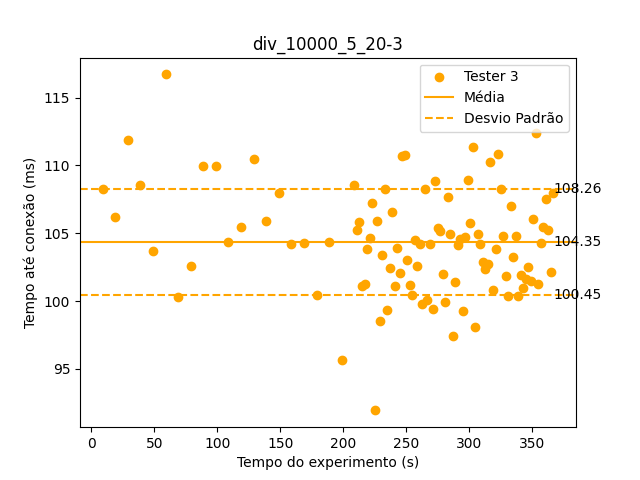 div_10000_5_20-3
Tester 3
Média
Desvio Padrão
115
110
105
100
95
108.26
104.35
100.45
Tempo até conexão (ms)
0 50 100 150 200 250 300 350
Tempo do experimento (s)